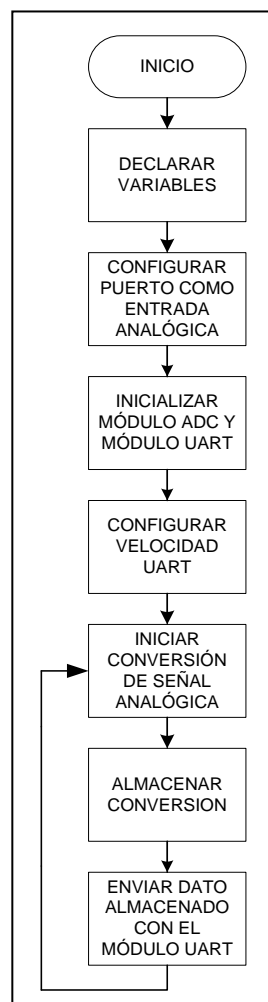 INICIO
DECLARAR
VARIABLES
CONFIGURAR
PUERTO COMO
ENTRADA
ANALÓGICA
INICIALIZAR
MÓDULO ADC Y
MÓDULO UART
CONFIGURAR
VELOCIDAD
UART
INICIAR
CONVERSIÓN
DE SEÑAL
ANALÓGICA
ALMACENAR
CONVERSION
ENVIAR DATO
ALMACENADO
CON EL
MÓDULO UART